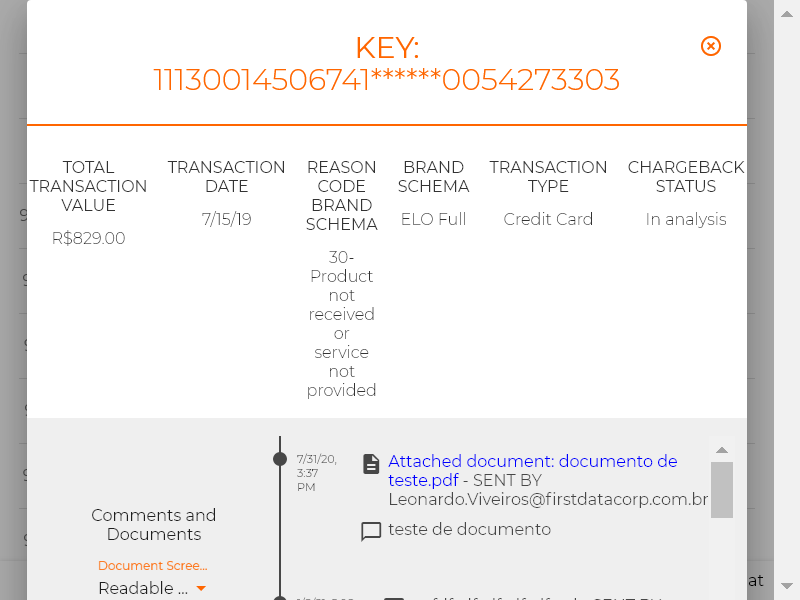 KEY:
11130014506741******0054273303
TOTAL
TRANSACTION
VALUE
R$829.00
TRANSACTION
DATE
7/15/19
REASON
CODE
BRAND
SCHEMA
30-
Product
not
received
or
service
not
provided
BRAND
SCHEMA
ELO Full
TRANSACTION
TYPE
Credit Card
CHARGEBACK
STATUS
In analysis
Comments and
Documents
Document Scree...
Readable ...
7/31/20,
3:37
PM
Attached document: documento de
teste.pdf - SENT BY
Leonardo.Viveiros@firstdatacorp.com.br
teste de documento
at